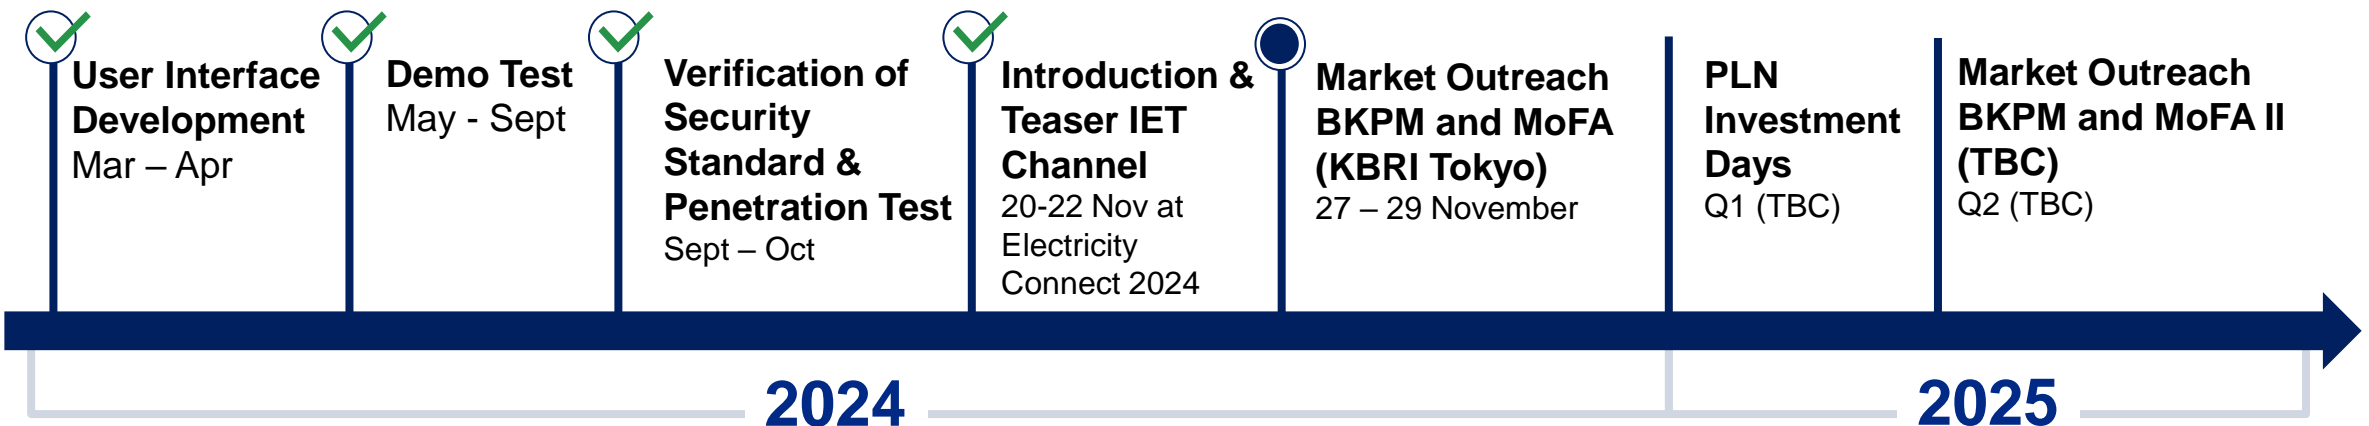 User Interface
Development
Mar – Apr
Demo Test
May - Sept
Verification of
Security
Standard &
Penetration Test
Sept – Oct
Introduction &
Teaser IET
Channel
20-22 Nov at
Electricity
Connect 2024
Market Outreach
BKPM and MoFA
(KBRI Tokyo)
27 – 29 November
PLN
Investment
Days
Q1 (TBC)
Market Outreach
BKPM and MoFA II
(TBC)
Q2 (TBC)
2024
2025